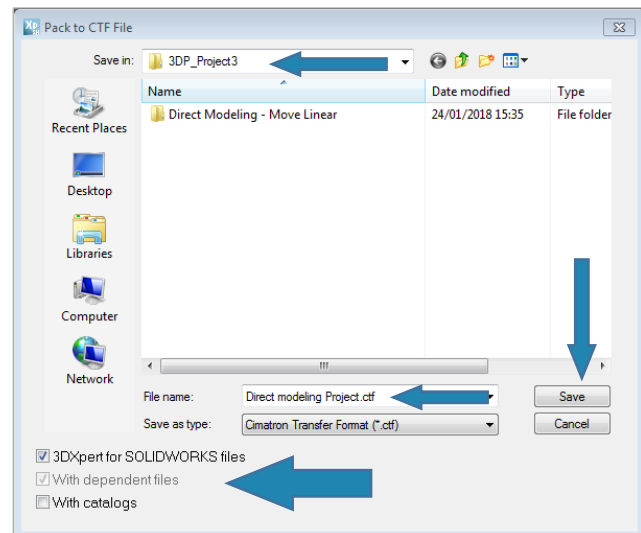 Xp SH Pack to CTF File
Save in: 3DP_Project3
Name Date modified Type
Direct Modeling - Move Linear 24/01/2018 15:35 File folder
Recent Places
Desktop
Libraries
Computer
Network
File name: Direct modeling Project.ctf Save
Save as type: Cimatron Transfer Format (*.ctf) Cancel
3DXpert for SOLIDWORKS files
With dependent files
With catalogs